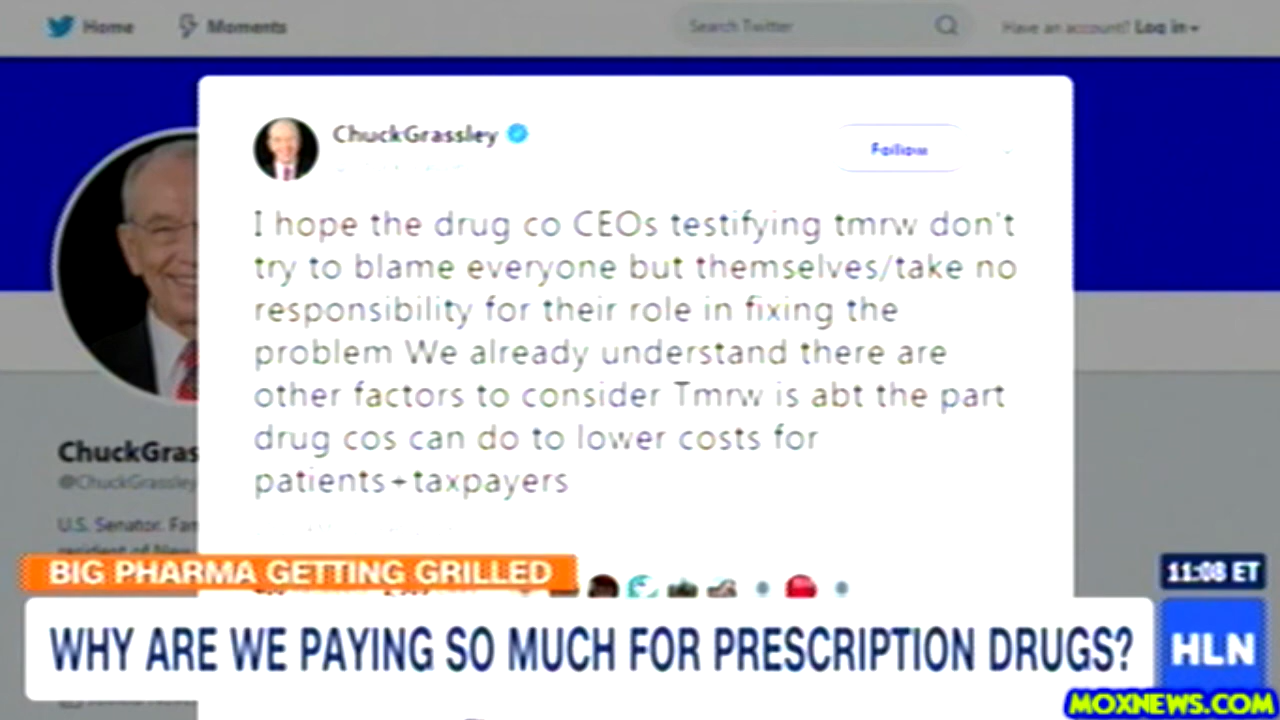 Home Moments Search Twitter Have an account? Log in
ChuckGrassley
Follow
I hope the drug co CEOs testifying tmrw don't
try to blame everyone but themselves/take no
responsibility for their role in fixing the
problem We already understand there are
other factors to consider Tmrw is abt the part
drug cos can do to lower costs for
patients+taxpayers
ChuckGras
@ChuckGrassley
U.S. Senator. Fam
resident of New
BIG PHARMA GETTING GRILLED
11:08 ET
WHY ARE WE PAYING SO MUCH FOR PRESCRIPTION DRUGS?
HLN
MOXNEWS.COM